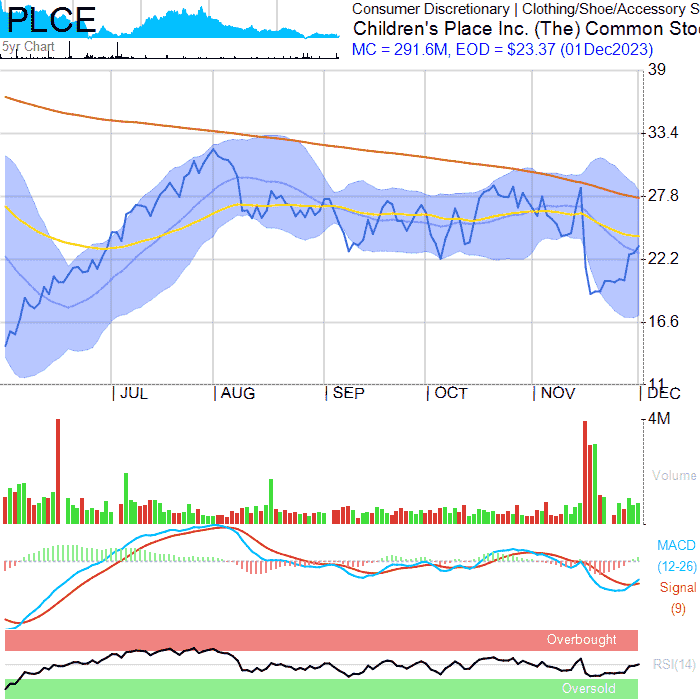 PLCE
5yr Chart
Consumer Discretionary | Clothing/Shoe/Accessory S
Children's Place Inc. (The) Common Sto
MC = 291.6M, EOD = $23.37 (01Dec2023)
39
33.4
27.8
22.2
16.6
11
JUL
AUG
SEP
OCT
NOV
DEC
4M
Volume
MACD
(12-26)
Signal
(9)
Overbought
RSI(14)
Oversold